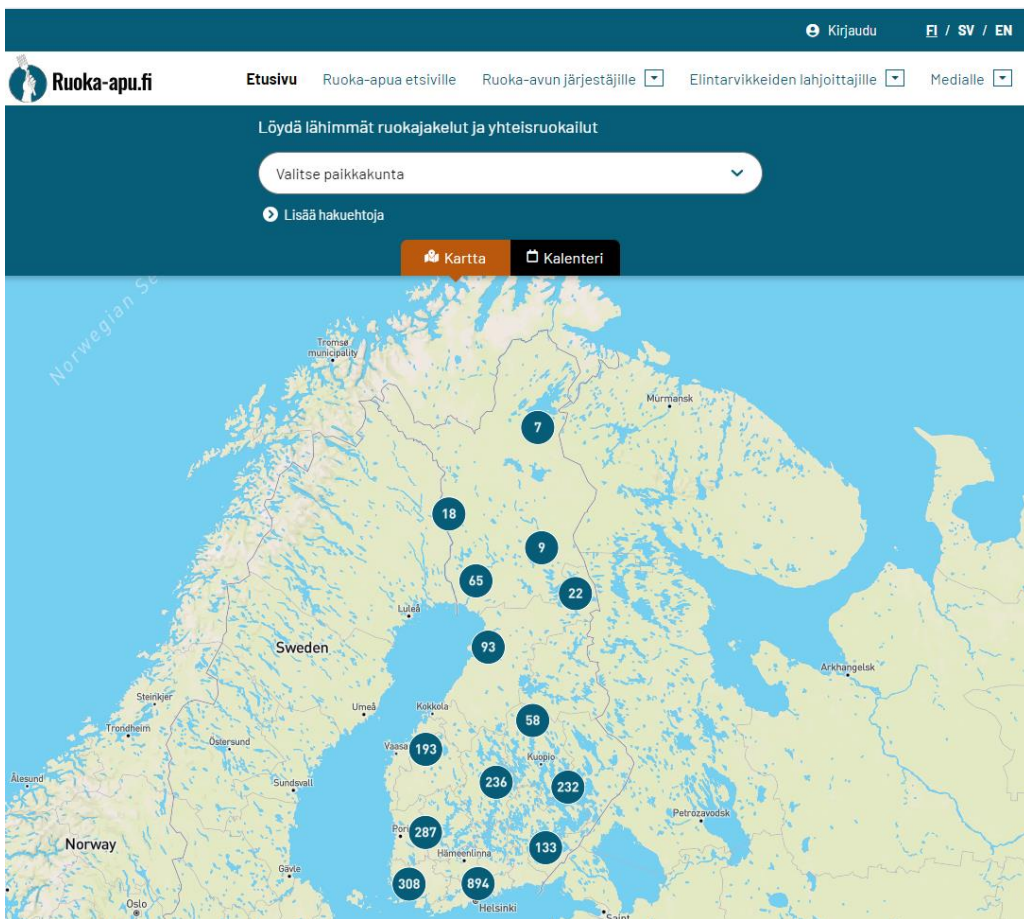 Kirjaudu FI / SV / EN
Ruoka-apu.fi Etusivu Ruoka-apua etsiville Ruoka-avun järjestäjille Elintarvikkeiden lahjoittajille Medialle
Löydä lähimmät ruokajakelut ja yhteisruokailut
Valitse paikkakunta
Lisää hakuehtoja
Kartta Kalenteri
Norwegian Se
Tromsø
municipality
Murmansk
7
18
9
65
22
Luleå
Sweden
93
Arkhangelsk
Steinkjer
Umeå
Kokkola
58
Trondheim
Östersund
Vaasa
193
Kuopio
Ålesund
Sundsvall
236
232
Petrozavodsk
Norway
Pori
287
133
Hämeenlinna
Gävle
308
894
Oslo
Helsinki
Saint